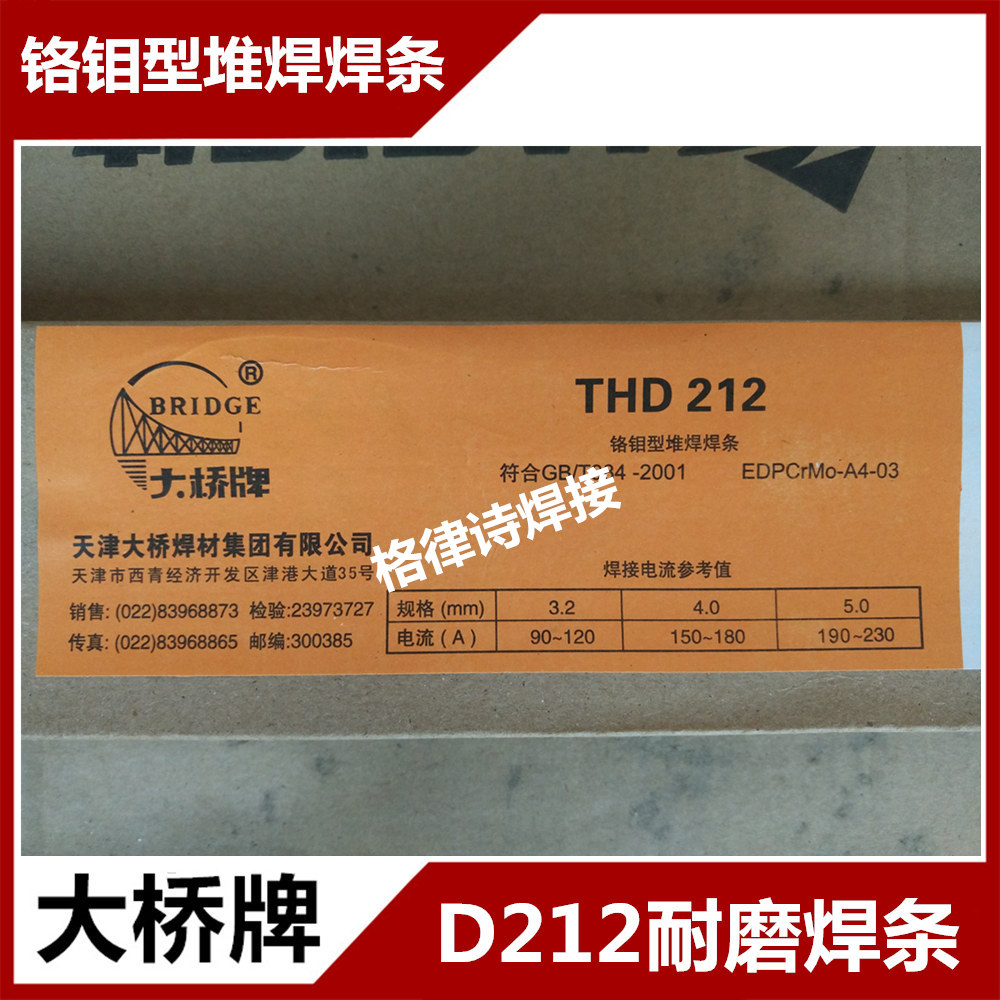 铬钼型堆焊焊条
BRIDGE ®
大桥牌
天津大桥焊材集团有限公司
天津市西青经济开发区津港大道35号
销售: (022)83968873 检验:23973727
传真: (022)83968865 邮编:300385
THD 212
铬钼型堆焊焊条
符合GB/T984 -2001 EDPCrMo-A4-03
格律诗焊接
焊接电流参考值
规格 (mm) 3.2 4.0 5.0
电流 ( A ) 90~120 150~180 190~230
大桥牌
D212耐磨焊条